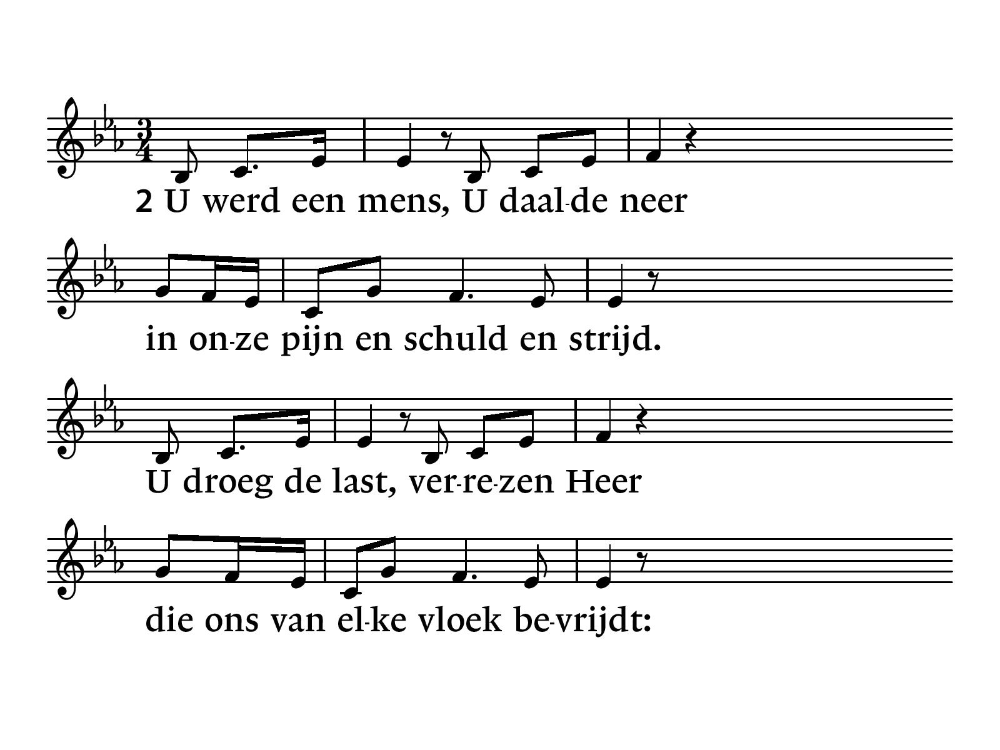 2 U werd een mens, U daal-de neer
in on-ze pijn en schuld en strijd.
U droeg de last, ver-re-zen Heer
die ons van el-ke vloek be-vrijdt: